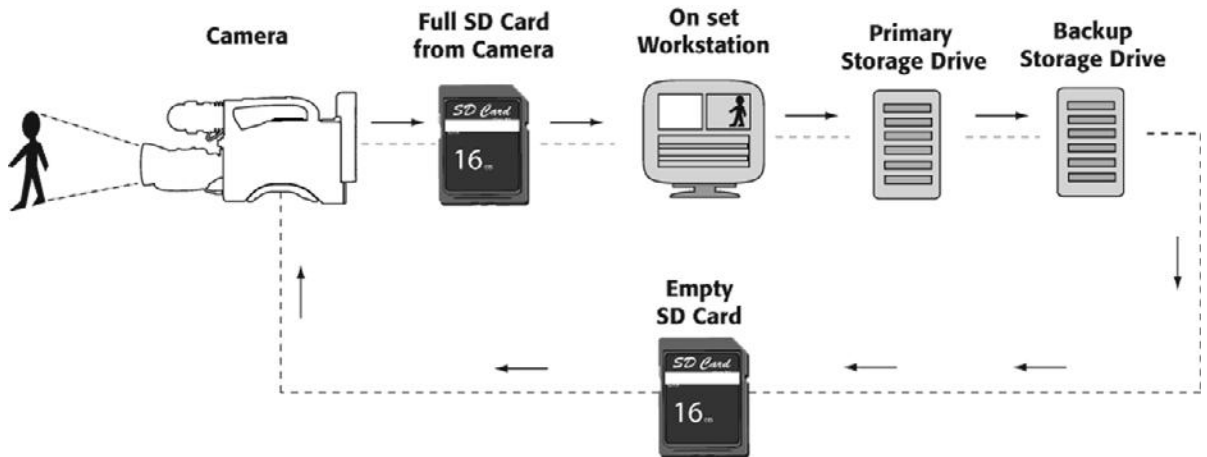 Camera
Full SD Card
from Camera
On set
Workstation
Primary
Storage Drive
Backup
Storage Drive
SD Card
16
Empty
SD Card
SD Card
16